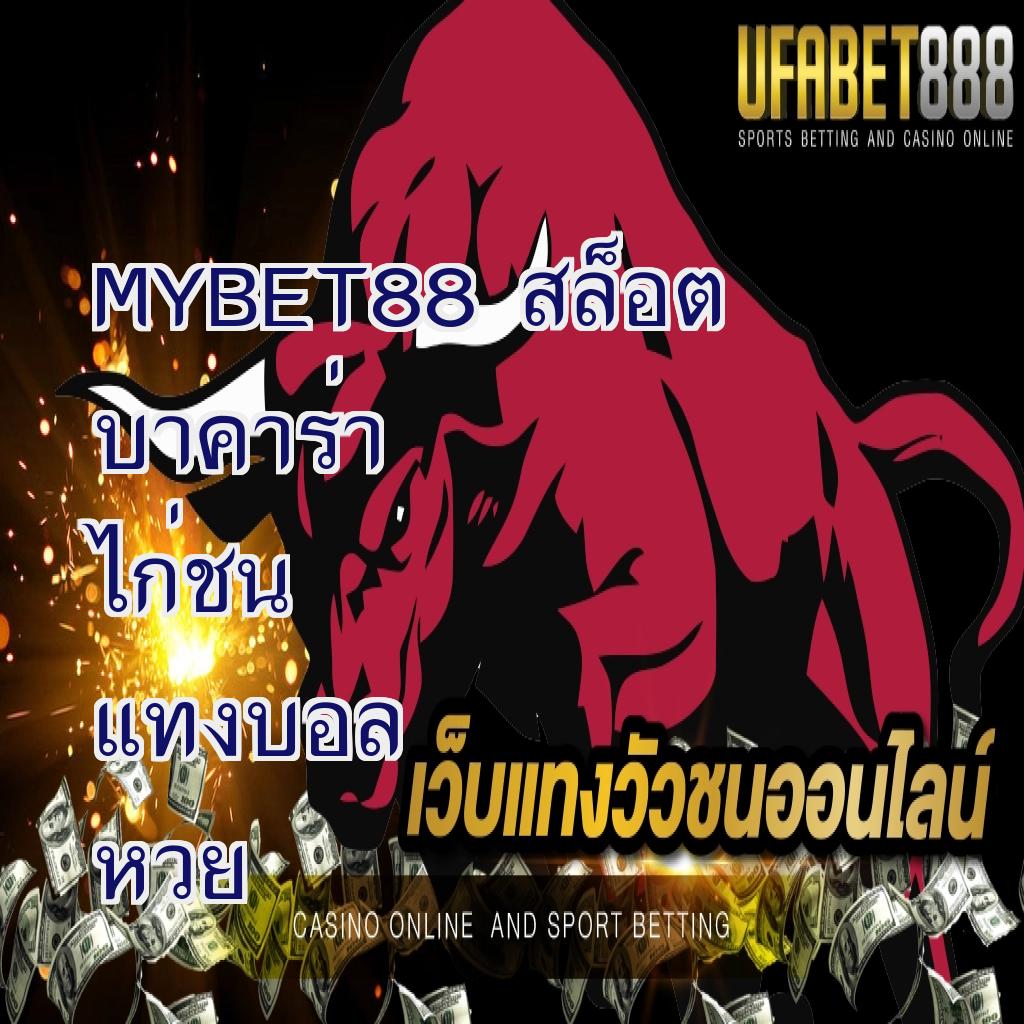 UFABET888
SPORTS BETTING AND CASINO ONLINE
MYBET88 สล็อต
บาคาร่า
ไก่ชน
แทงบอล
หวย
เว็บแทงวัวชนออนไลน์
CASINO ONLINE AND SPORT BETTING